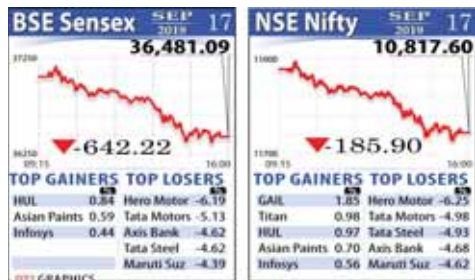 BSE Sensex SEP 2019 17
36,481.09
37250
-642.22
36250
09:15 16:00
TOP GAINERS TOP LOSERS
% %
HUL 0.84 Hero Motor -6.19
Asian Paints 0.59 Tata Motors -5.13
Infosys 0.44 Axis Bank -4.62
Tata Steel -4.62
Maruti Suz -4.39
PTI GRAPHICS
NSE Nifty SEP 2019 17
10,817.60
11000
-185.90
11700
09:15 16:00
TOP GAINERS TOP LOSERS
% %
GAIL 1.85 Hero Motor -6.25
Titan 0.98 Tata Motors -4.98
HUL 0.97 Tata Steel -4.93
Asian Paints 0.70 Axis Bank -4.68
Infosys 0.56 Maruti Suz -4.62